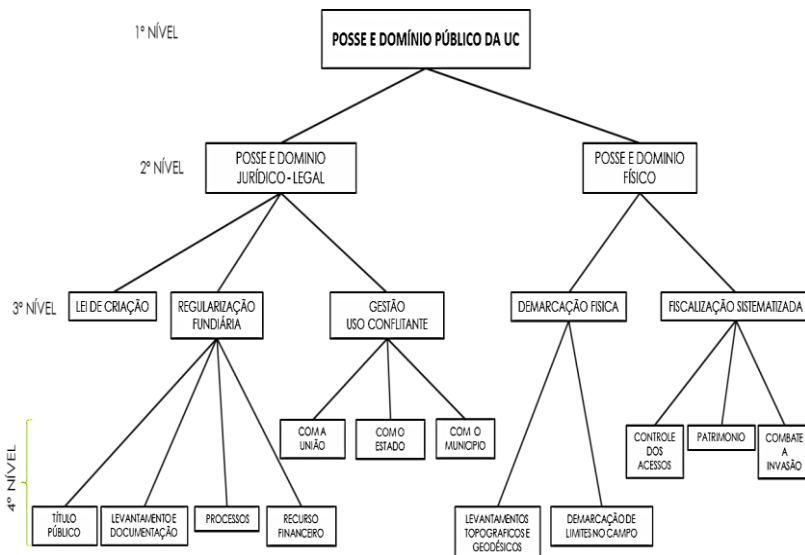 1º NÍVEL
POSSE E DOMÍNIO PÚBLICO DA UC
2º NÍVEL
POSSE E DOMINIO
JURÍDICO - LEGAL
POSSE E DOMINIO
FÍSICO
3º NÍVEL
LEI DE CRIAÇÃO
REGULARIZAÇÃO
FUNDIÁRIA
GESTÃO
USO CONFLITANTE
DEMARCAÇÃO FISICA
FISCALIZAÇÃO SISTEMATIZADA
4º NÍVEL
COM A
UNIÃO
COM O
ESTADO
COM O
MUNICIPIO
CONTROLE
DOS
ACESSOS
PATRIMONIO
COMBATE
A
INVASÃO
TÍTULO
PÚBLICO
LEVANTAMENTO E
DOCUMENTAÇÃO
PROCESSOS
RECURSO
FINANCEIRO
LEVANTAMENTOS
TOPOGRAFICOS E
GEODÉSICOS
DEMARCAÇÃO DE
LIMITES NO CAMPO